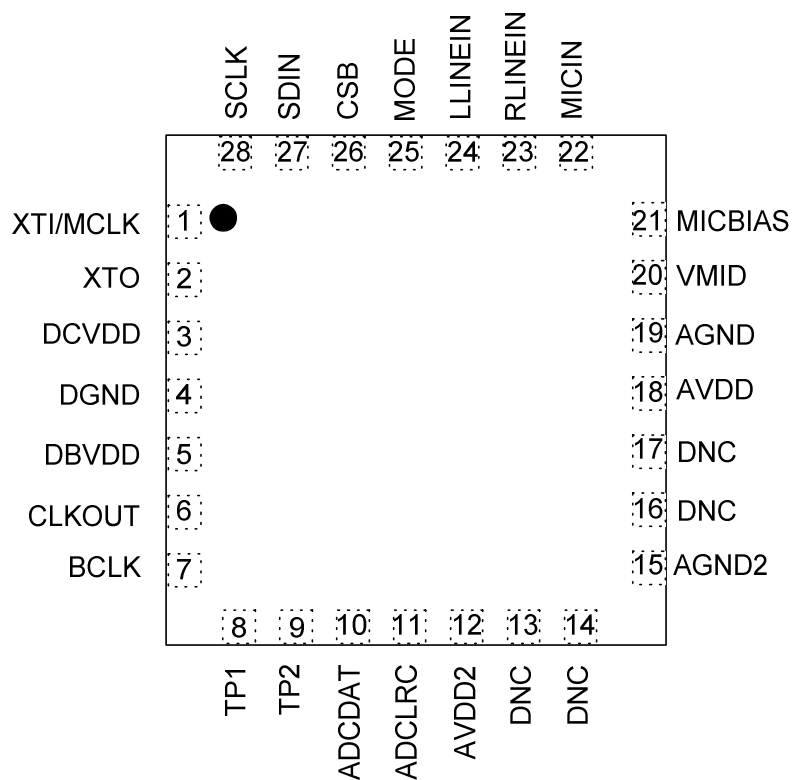 SCLK SDIN CSB MODE LLINEIN RLINEIN MICIN
28 27 26 25 24 23 22
XTI/MCLK 1 21 MICBIAS
XTO 2 20 VMID
DCVDD 3 19 AGND
DGND 4 18 AVDD
DBVDD 5 17 DNC
CLKOUT 6 16 DNC
BCLK 7 15 AGND2
8 9 10 11 12 13 14
TP1 TP2 ADCDAT ADCLRC AVDD2 DNC DNC